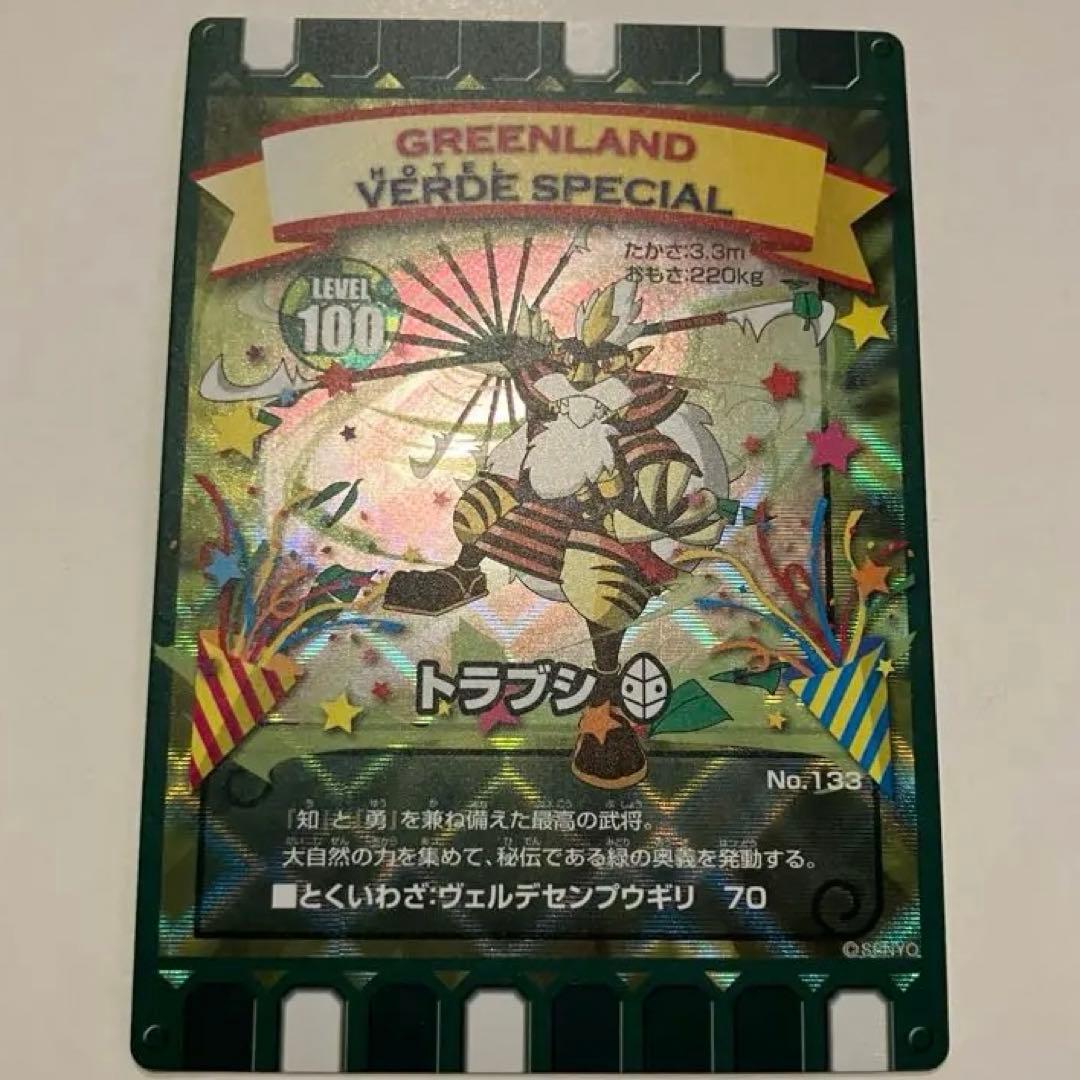 GREENLAND
HOTEL
VERDE SPECIAL
たかさ:3.3m
おもさ:220kg
LEVEL
100
トラブシ
No.133
『知』と『勇』を兼ね備えた最高の武将。
大自然の力を集めて、秘伝である緑の奥義を発動する。
■とくいわざ:ヴェルデセンプウギリ 70
©SENYO